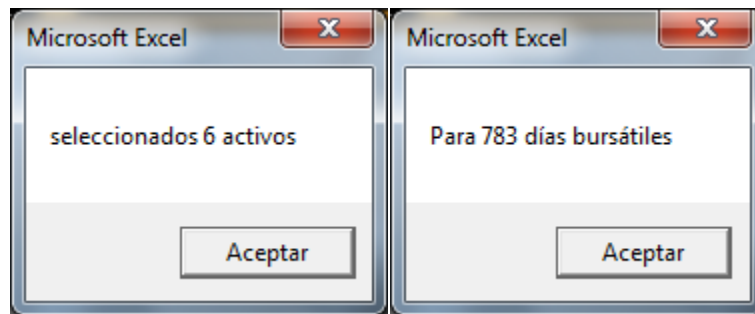 Microsoft Excel
seleccionados 6 activos
Aceptar
Microsoft Excel
Para 783 días bursátiles
Aceptar